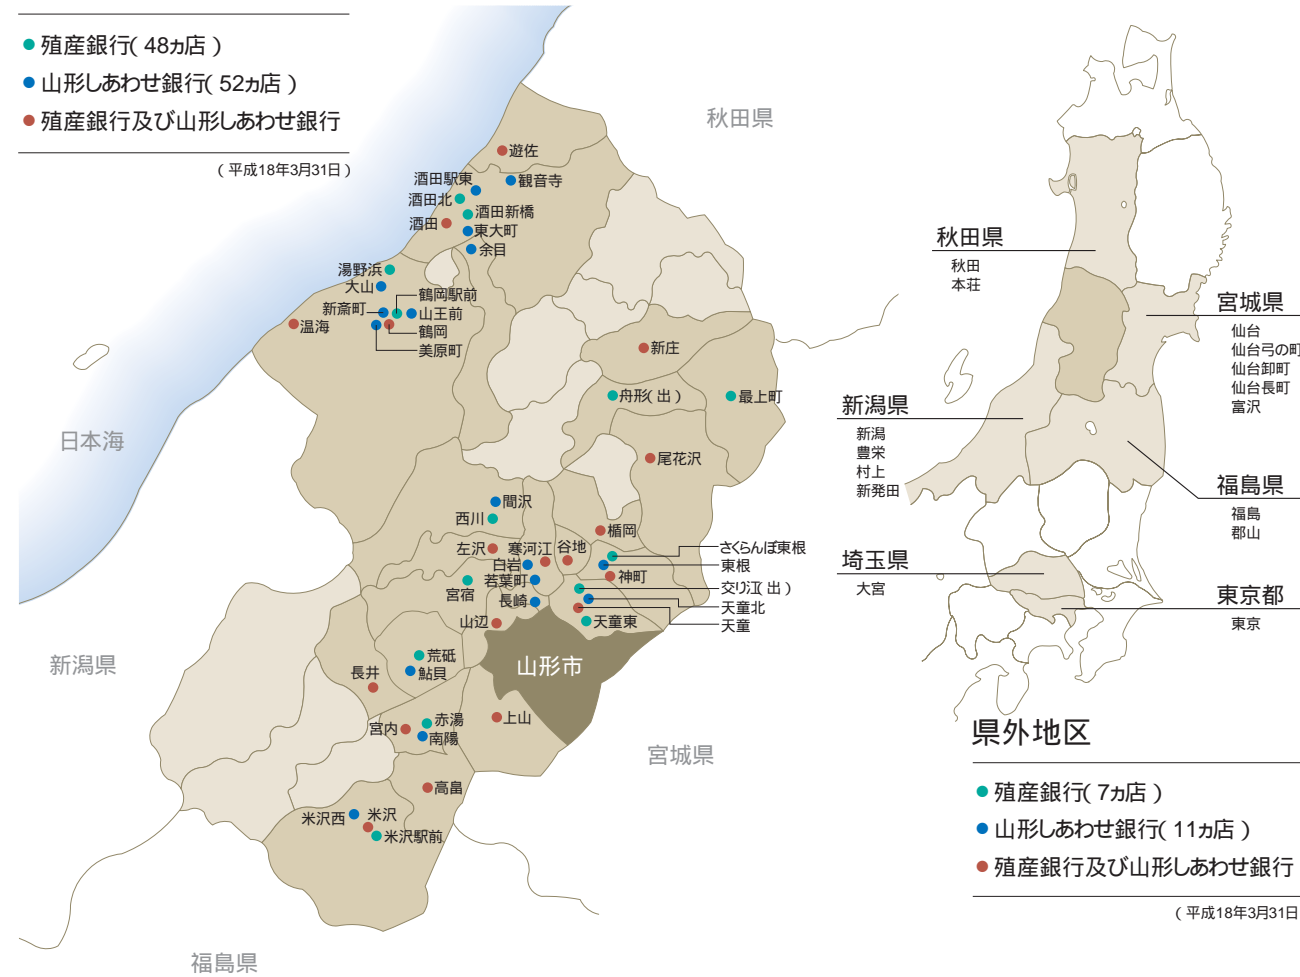 殖産銀行(48ヵ店)
山形しあわせ銀行(52ヵ店)
殖産銀行及び山形しあわせ銀行
(平成18年3月31日)
秋田県
日本海
新潟県
宮城県
福島県
遊佐
観音寺
酒田駅東
酒田北
酒田新橋
酒田
東大町
余目
湯野浜
大山
鶴岡駅前
新斎町
山王前
温海
鶴岡
美原町
新庄
舟形(出)
最上町
尾花沢
間沢
西川
楯岡
左沢
寒河江
谷地
さくらんぼ東根
白岩
東根
若葉町
神町
宮宿
交り江(出)
長崎
天童北
山辺
天童東
天童
山形市
荒砥
鮎貝
長井
上山
赤湯
宮内
南陽
高畠
米沢西
米沢
米沢駅前
秋田県
秋田
本荘
宮城県
仙台
仙台弓の町
仙台卸町
仙台長町
富沢
新潟県
新潟
豊栄
村上
新発田
福島県
福島
郡山
埼玉県
大宮
東京都
東京
県外地区
殖産銀行(7ヵ店)
山形しあわせ銀行(11ヵ店)
殖産銀行及び山形しあわせ銀行
(平成18年3月31日